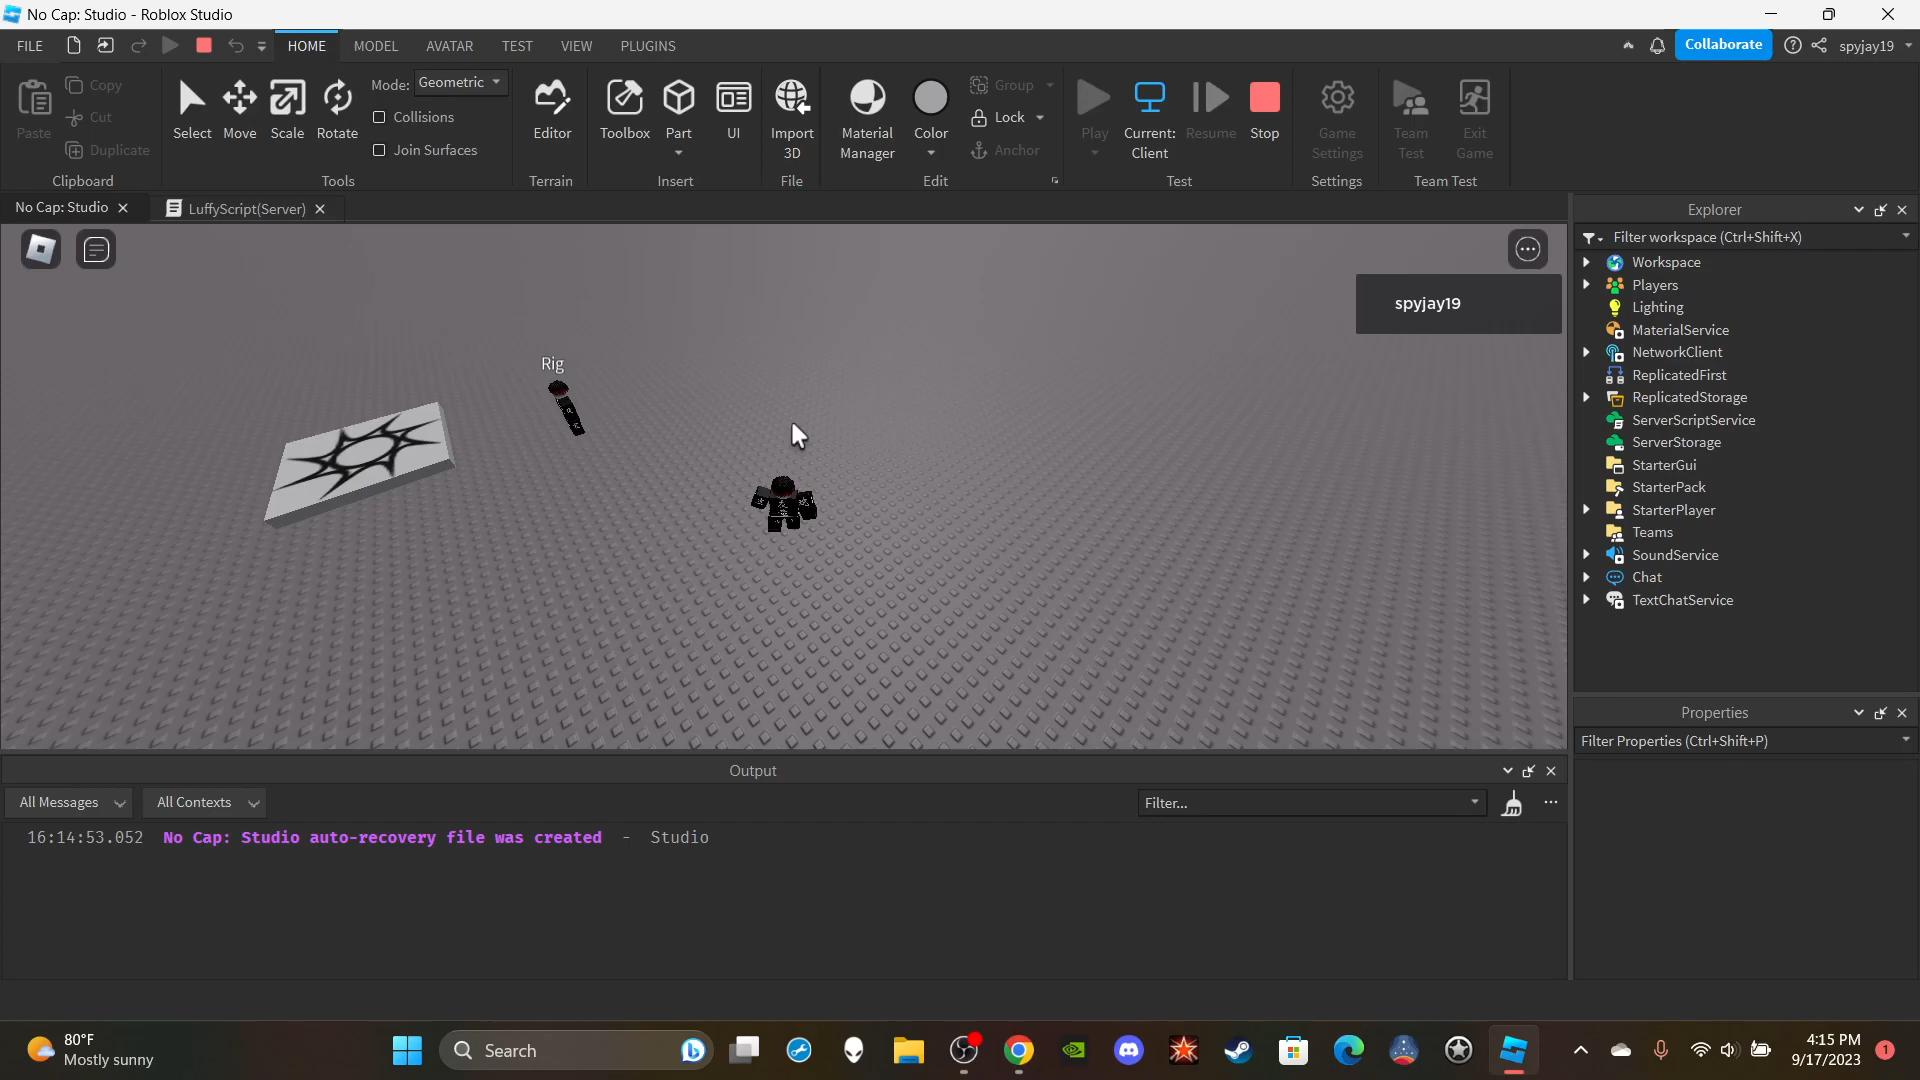 No Cap: Studio - Roblox Studio
FILE
HOME
MODEL
AVATAR
TEST
VIEW
PLUGINS
Collaborate
spyjay19
Paste
Copy
Cut
Duplicate
Clipboard
Select
Move
Scale
Rotate
Mode: Geometric
Collisions
Join Surfaces
Tools
Editor
Terrain
Toolbox
Part
UI
Insert
Import 3D
File
Material Manager
Color
Group
Lock
Anchor
Edit
Play
Current: Client
Resume
Stop
Test
Game Settings
Settings
Team Test
Exit Game
Team Test
No Cap: Studio
LuffyScript(Server)
Rig
spyjay19
Explorer
Filter workspace (Ctrl+Shift+X)
Workspace
Players
Lighting
MaterialService
NetworkClient
ReplicatedFirst
ReplicatedStorage
ServerScriptService
ServerStorage
StarterGui
StarterPack
StarterPlayer
Teams
SoundService
Chat
TextChatService
Properties
Filter Properties (Ctrl+Shift+P)
Output
All Messages
All Contexts
Filter...
16:14:53.052 No Cap: Studio auto-recovery file was created - Studio
80°F
Mostly sunny
Search
4:15 PM
9/17/2023
1